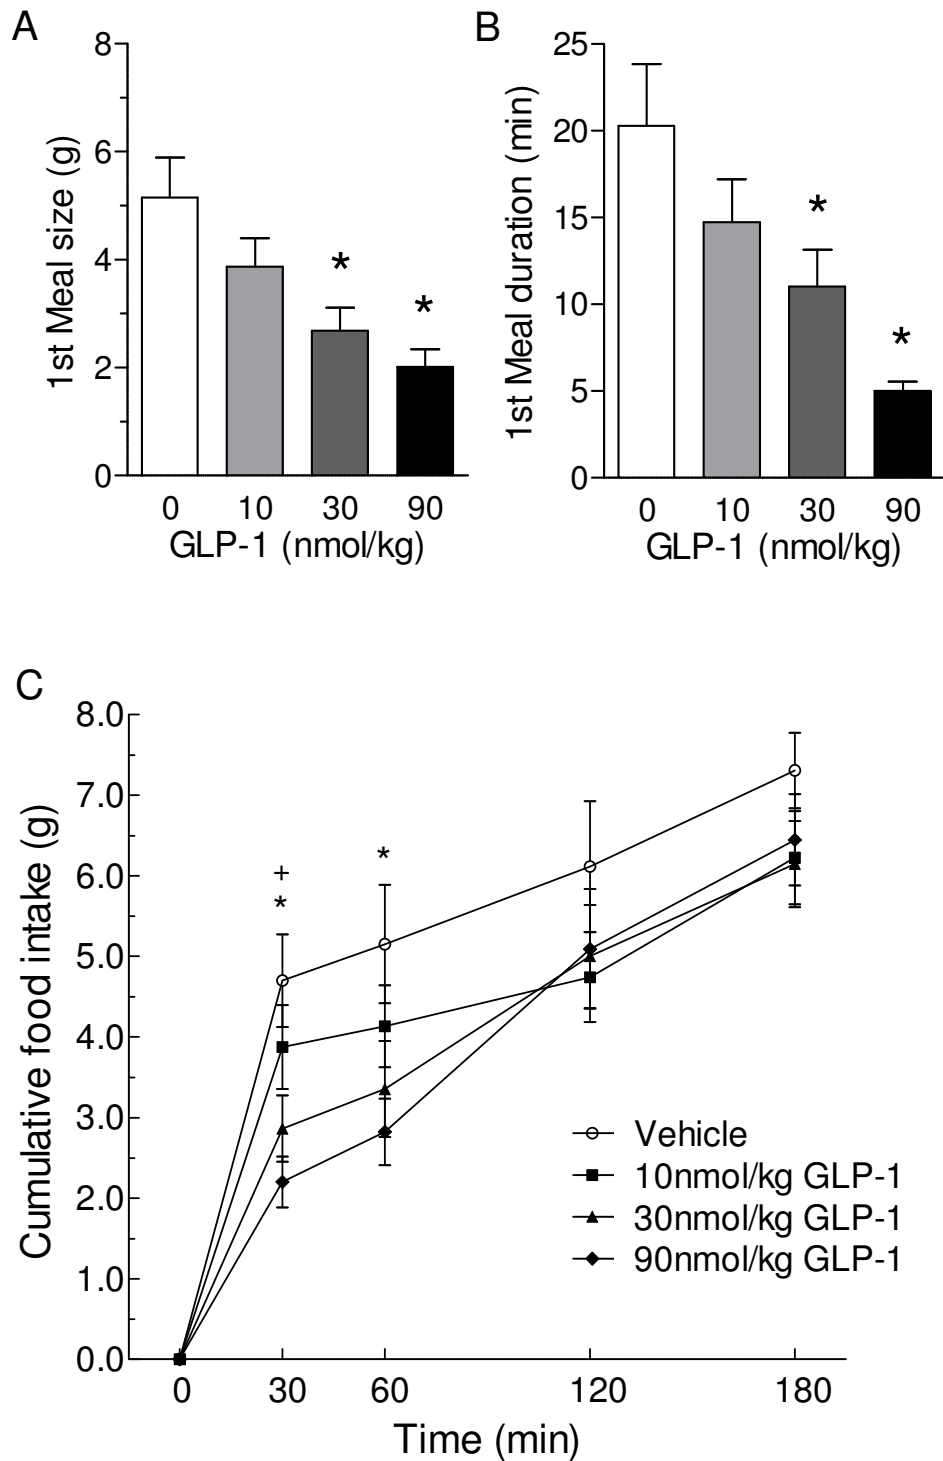 A
8
6
4
2
0
1st Meal size (g)
*
*
0 10 30 90
GLP-1 (nmol/kg)
B
25
20
15
10
5
0
1st Meal duration (min)
*
*
0 10 30 90
GLP-1 (nmol/kg)
C
8.0
7.0
6.0
5.0
4.0
3.0
2.0
1.0
0.0
Cumulative food intake (g)
+
*
*
Vehicle
10nmol/kg GLP-1
30nmol/kg GLP-1
90nmol/kg GLP-1
0 30 60 120 180
Time (min)